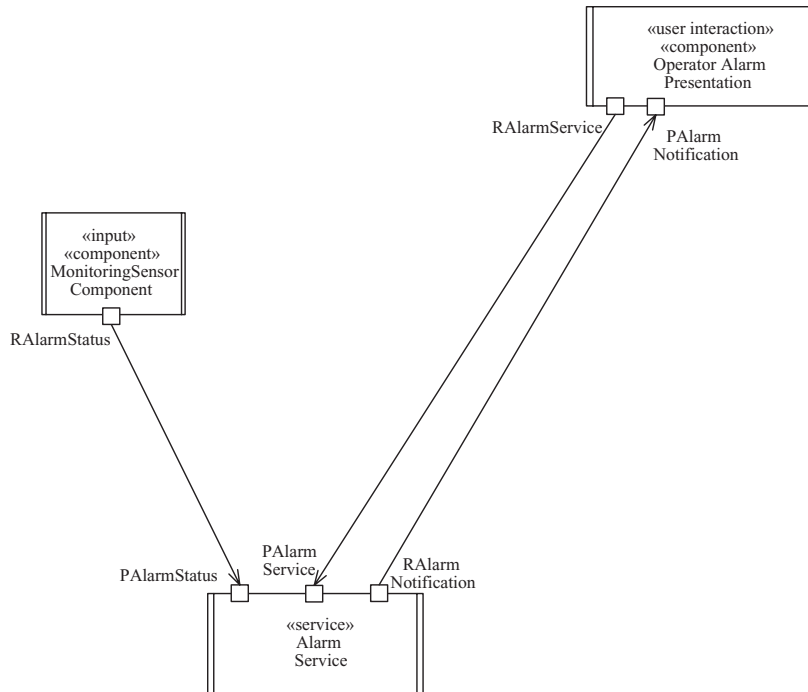 «user interaction»
«component»
Operator Alarm
Presentation
RAlarmService
PAlarm
Notification
«input»
«component»
MonitoringSensor
Component
RAlarmStatus
PAlarmStatus
PAlarm
Service
RAlarm
Notification
«service»
Alarm
Service